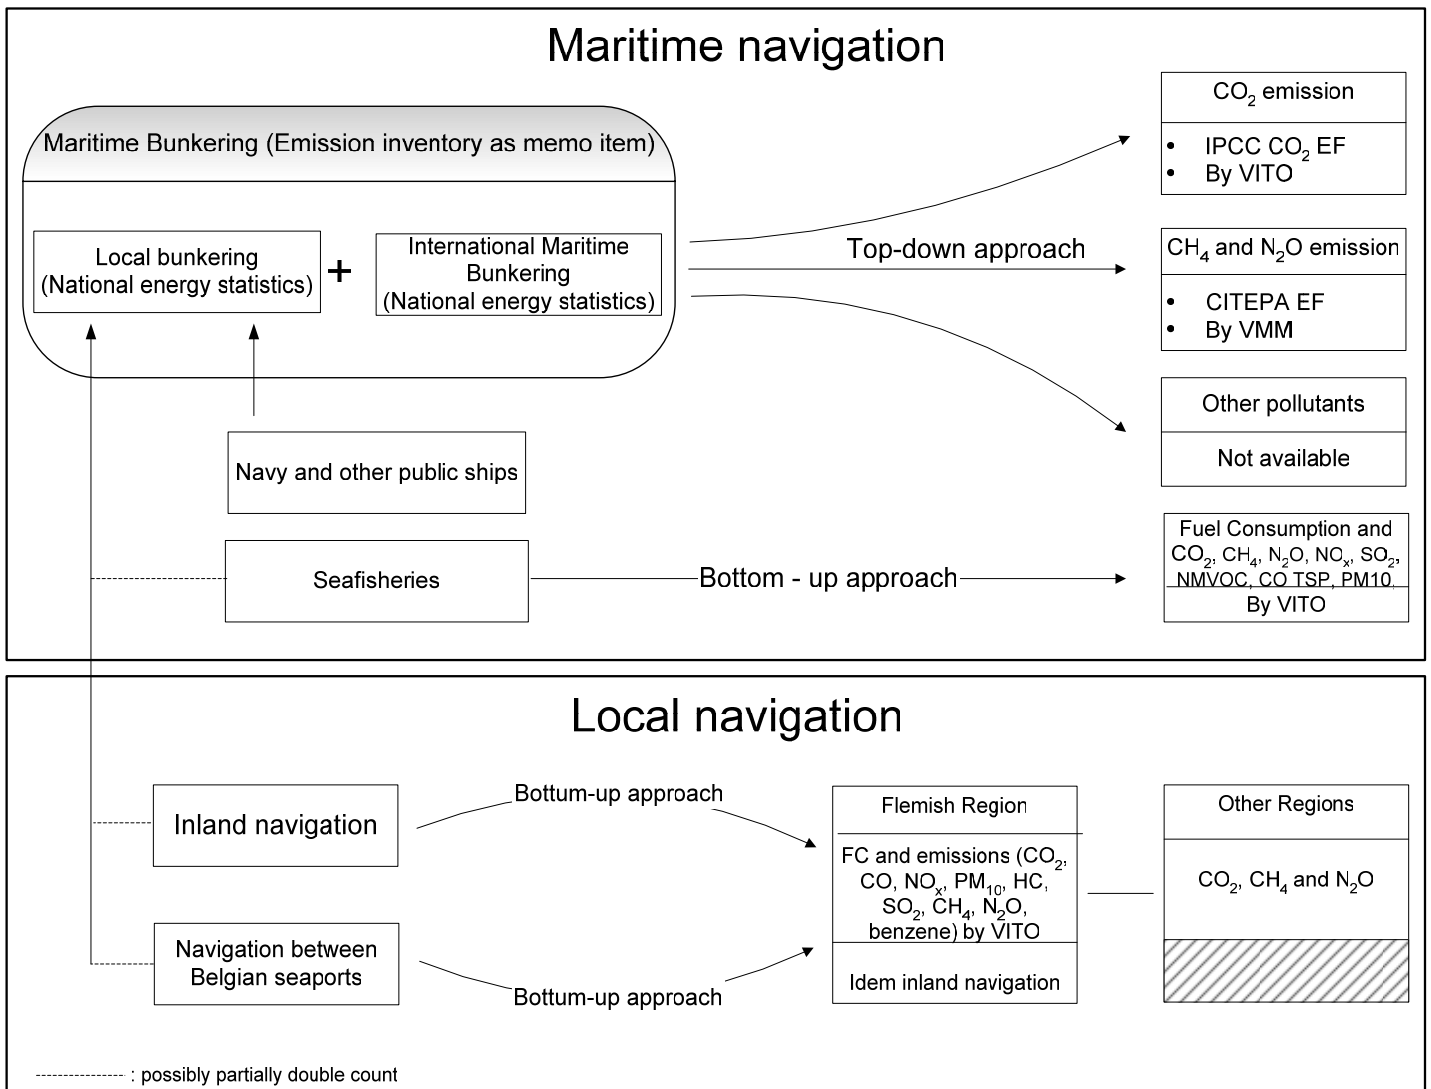 Maritime navigation
Maritime Bunkering (Emission inventory as memo item)
Local bunkering
(National energy statistics)
+
International Maritime
Bunkering
(National energy statistics)
Top-down approach
CO2 emission
• IPCC CO2 EF
• By VITO
CH4 and N2O emission
• CITEPA EF
• By VMM
Other pollutants
Not available
Navy and other public ships
Seafisheries
Bottom - up approach
Fuel Consumption and
CO2, CH4, N2O, NOx, SO2,
NMVOC, CO TSP, PM10,
By VITO
Local navigation
Inland navigation
Bottum-up approach
Navigation between
Belgian seaports
Bottum-up approach
Flemish Region
FC and emissions (CO2,
CO, NOx, PM10, HC,
SO2, CH4, N2O,
benzene) by VITO
Idem inland navigation
Other Regions
CO2, CH4 and N2O
: possibly partially double count